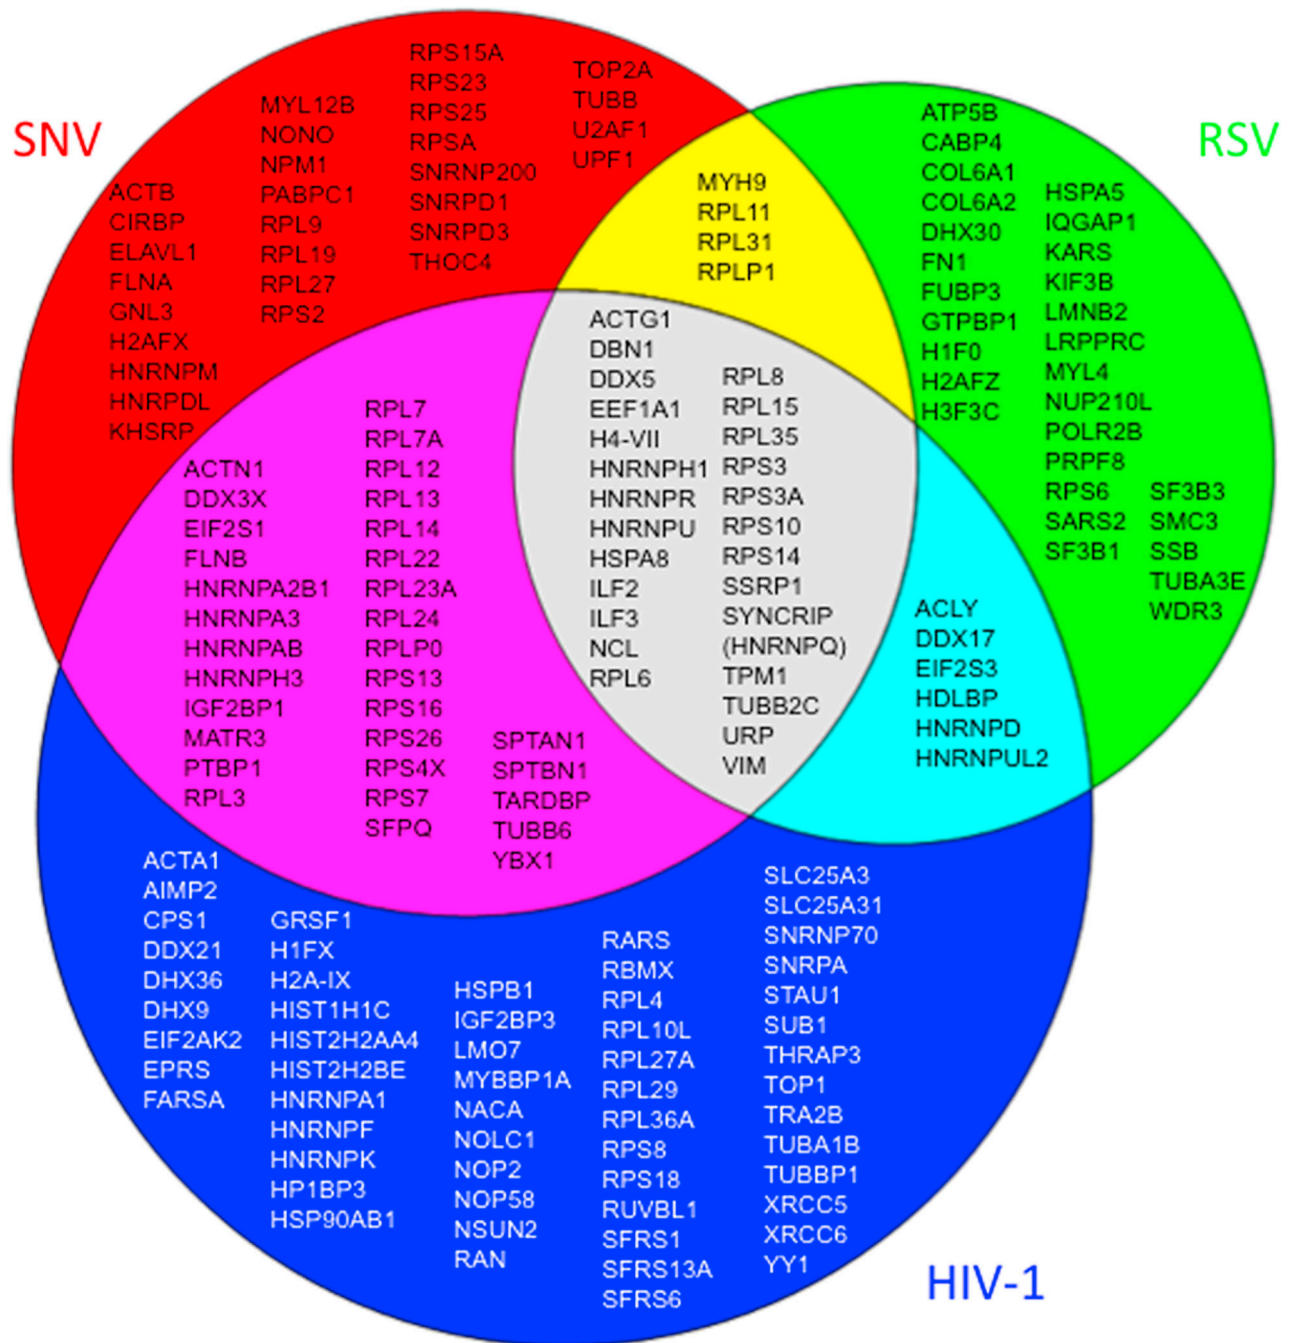 SNV
ACTB
CIRBP
ELAVL1
FLNA
GNL3
H2AFX
HNRNPM
HNRPDL
KHSRP
MYL12B
NONO
NPM1
PABPC1
RPL9
RPL19
RPL27
RPS2
RPS15A
RPS23
RPS25
RPSA
SNRNP200
SNRPD1
SNRPD3
THOC4
TOP2A
TUBB
U2AF1
UPF1
MYH9
RPL11
RPL31
RPLP1
RSV
ATP5B
CABP4
COL6A1
COL6A2
DHX30
FN1
FUBP3
GTPBP1
H1F0
H2AFZ
H3F3C
HSPA5
IQGAP1
KARS
KIF3B
LMNB2
LRPPRC
MYL4
NUP210L
POLR2B
PRPF8
RPS6
SARS2
SF3B1
SF3B3
SMC3
SSB
TUBA3E
WDR3
ACTN1
DDX3X
EIF2S1
FLNB
HNRNPA2B1
HNRNPA3
HNRNPAB
HNRNPH3
IGF2BP1
MATR3
PTBP1
RPL3
RPL7
RPL7A
RPL12
RPL13
RPL14
RPL22
RPL23A
RPL24
RPLP0
RPS13
RPS16
RPS26
RPS4X
RPS7
SFPQ
SPTAN1
SPTBN1
TARDBP
TUBB6
YBX1
ACTG1
DBN1
DDX5
EEF1A1
H4-VII
HNRNPH1
HNRNPR
HNRNPU
HSPA8
ILF2
ILF3
NCL
RPL6
RPL8
RPL15
RPL35
RPS3
RPS3A
RPS10
RPS14
SSRP1
SYNCRIP
(HNRNPQ)
TPM1
TUBB2C
URP
VIM
ACLY
DDX17
EIF2S3
HDLBP
HNRNPD
HNRNPUL2
ACTA1
AIMP2
CPS1
DDX21
DHX36
DHX9
EIF2AK2
EPRS
FARSA
GRSF1
H1FX
H2A-IX
HIST1H1C
HIST2H2AA4
HIST2H2BE
HNRNPA1
HNRNPF
HNRNPK
HP1BP3
HSP90AB1
HSPB1
IGF2BP3
LMO7
MYBBP1A
NACA
NOLC1
NOP2
NOP58
NSUN2
RAN
RARS
RBMX
RPL4
RPL10L
RPL27A
RPL29
RPL36A
RPS8
RPS18
RUVBL1
SFRS1
SFRS13A
SFRS6
SLC25A3
SLC25A31
SNRNP70
SNRPA
STAU1
SUB1
THRAP3
TOP1
TRA2B
TUBA1B
TUBBP1
XRCC5
XRCC6
YY1
HIV-1